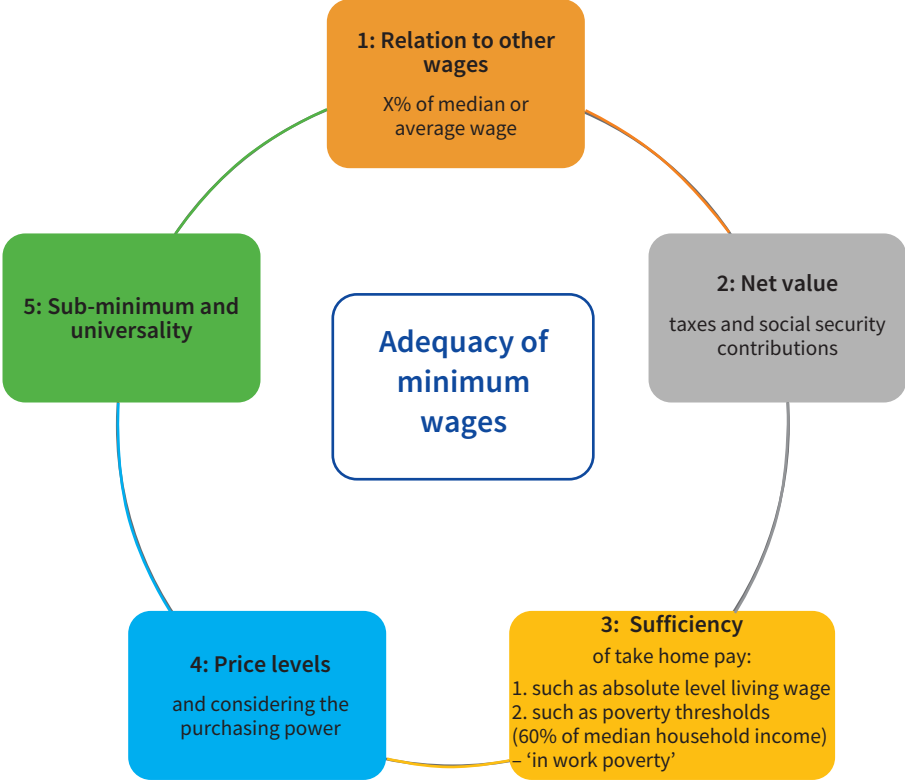 1: Relation to other
wages
X% of median or
average wage
2: Net value
taxes and social security
contributions
3:  Sufficiency
of take home pay:
1. such as absolute level living wage
2. such as poverty thresholds
(60% of median household income)
– ‘in work poverty’
4: Price levels
and considering the
purchasing power
5: Sub-minimum and
universality
Adequacy of
minimum
wages